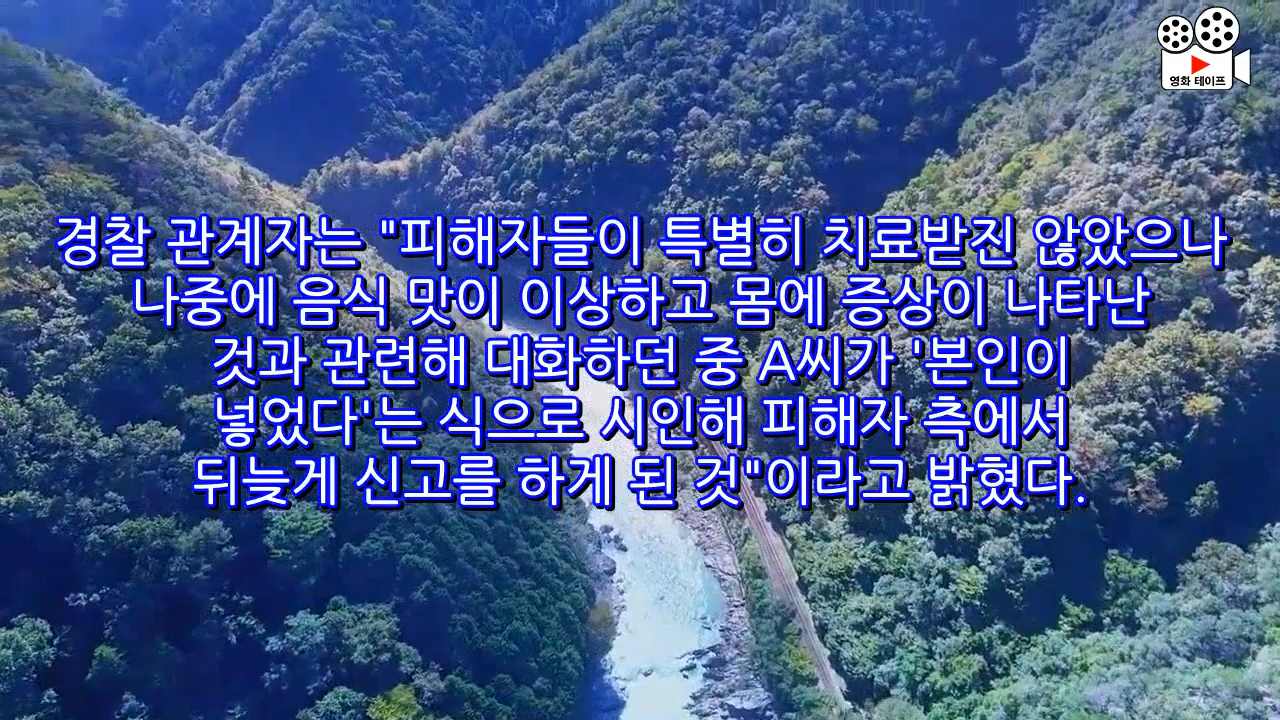 영화 테이프
경찰 관계자는 "피해자들이 특별히 치료받진 않았으나
나중에 음식 맛이 이상하고 몸에 증상이 나타난
것과 관련해 대화하던 중 A씨가 '본인이
넣었다'는 식으로 시인해 피해자 측에서
뒤늦게 신고를 하게 된 것"이라고 밝혔다.